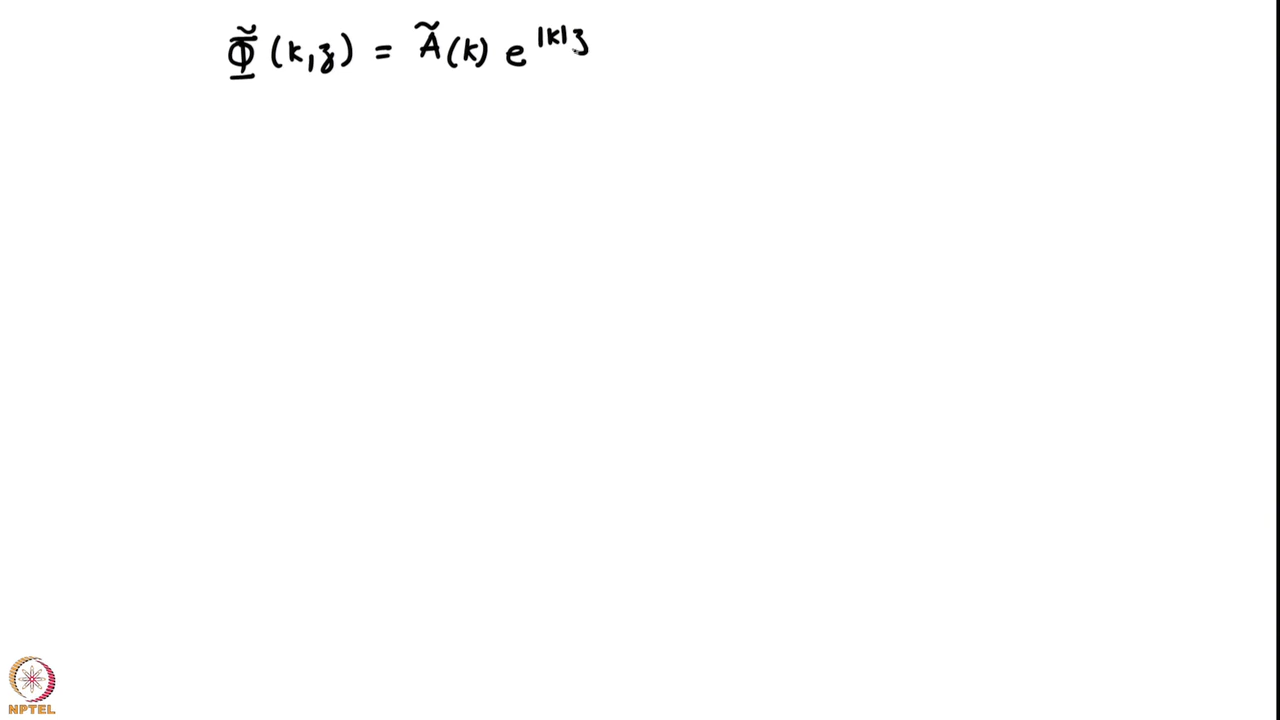 Φ̃ (k,z) = Ã(k) e^{|k|z}
NPTEL